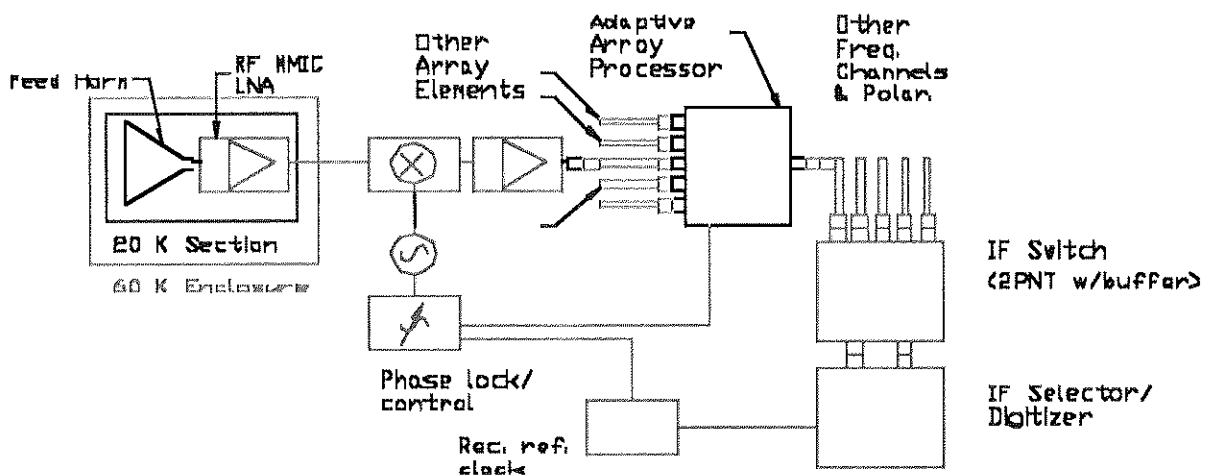 Feed Horn
RF MMIC
LNA
Other
Array
Elements
Adaptive
Array
Processor
Other
Freq.
Channels
& Polar.
20 K Section
60 K Enclosure
IF Switch
(2PNT w/buffer)
Phase lock/
control
IF Selector/
Digitizer
Rec. ref.
clock